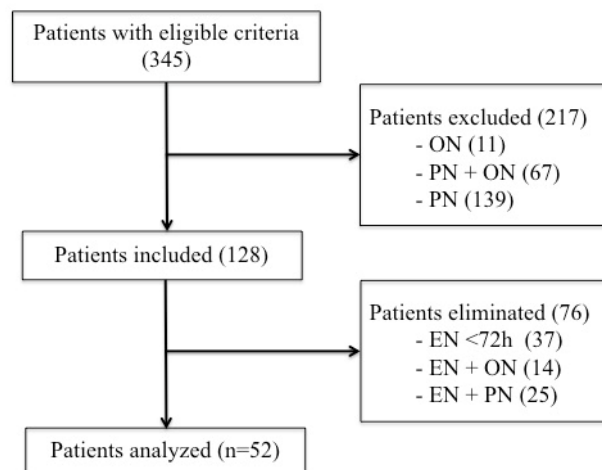 Patients with eligible criteria
(345)
Patients excluded (217)
- ON (11)
- PN + ON (67)
- PN (139)
Patients included (128)
Patients eliminated (76)
- EN <72h (37)
- EN + ON (14)
- EN + PN (25)
Patients analyzed (n=52)